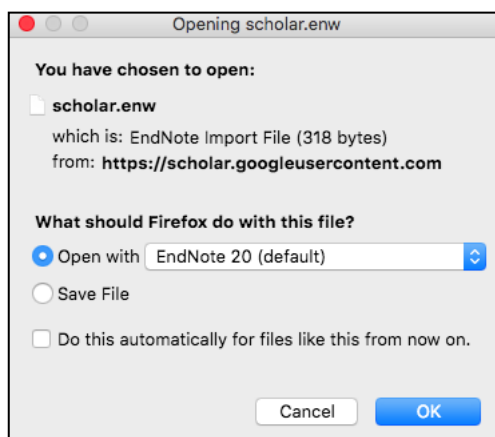 Opening scholar.enw
You have chosen to open:
scholar.enw
which is: EndNote Import File (318 bytes)
from: https://scholar.googleusercontent.com
What should Firefox do with this file?
Open with EndNote 20 (default)
Save File
Do this automatically for files like this from now on.
Cancel OK